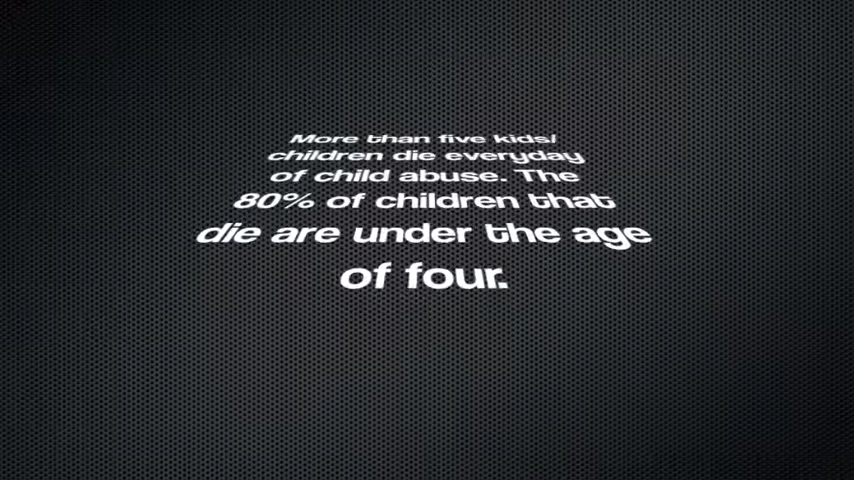 More than five kids/
children die everyday
of child abuse. The
80% of children that
die are under the age
of four.